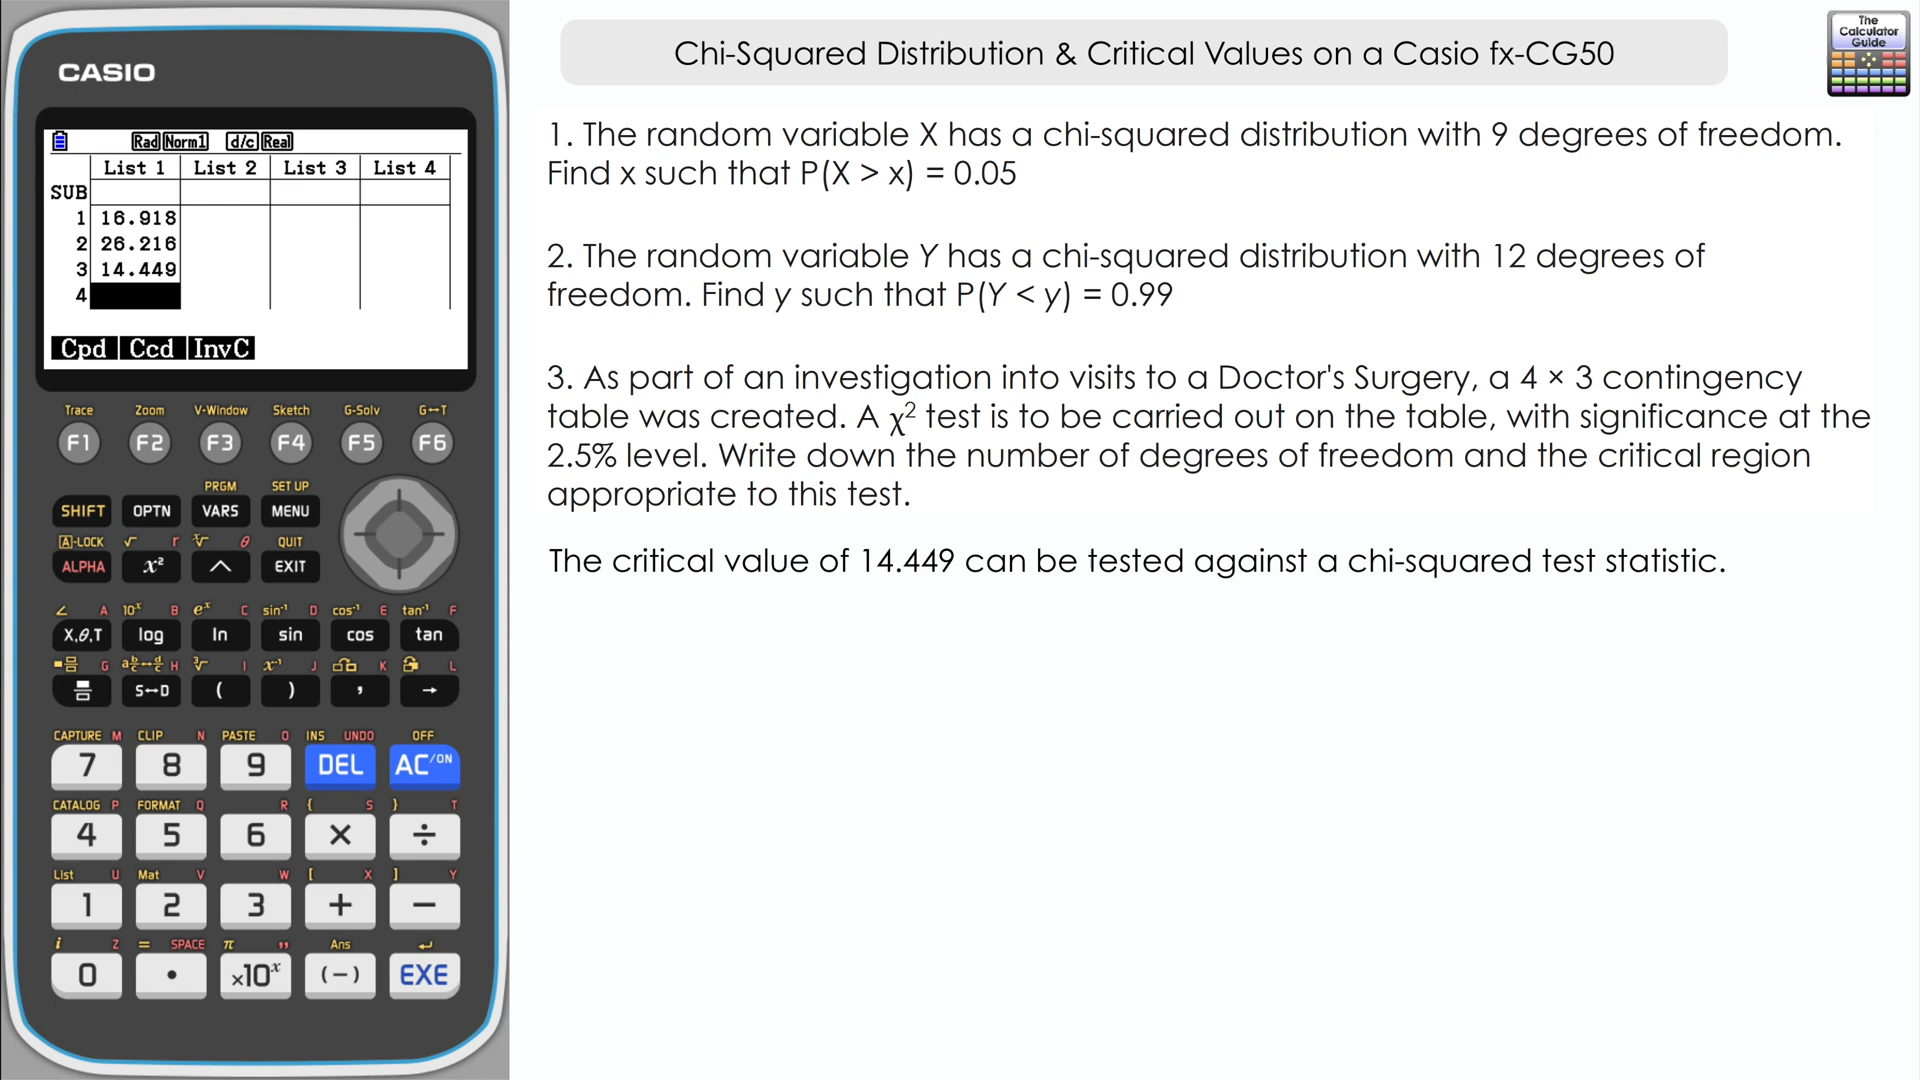 CASIO
Rad Norm1 d/c Real
List 1 List 2 List 3 List 4
SUB
1 16.918
2 26.216
3 14.449
4
Cpd Ccd InvC
Trace Zoom V-Window Sketch G-Solv G↔T
F1 F2 F3 F4 F5 F6
PRGM SET UP
SHIFT OPTN VARS MENU
A-LOCK √ r ˣ√ θ QUIT
ALPHA x² ^ EXIT
∠ A 10ˣ B eˣ C sin⁻¹ D cos⁻¹ E tan⁻¹ F
X,θ,T log ln sin cos tan
G a b/c↔d/c H ³√ I x⁻¹ J K L
S↔D ( ) , →
CAPTURE M CLIP N PASTE O INS UNDO OFF
7 8 9 DEL AC/ON
CATALOG P FORMAT Q R { S } T
4 5 6 × ÷
List U Mat V W [ X ] Y
1 2 3 + −
i Z = SPACE π " Ans ↵
0 • ×10ˣ (−) EXE
Chi-Squared Distribution & Critical Values on a Casio fx-CG50
The
Calculator
Guide
1. The random variable X has a chi-squared distribution with 9 degrees of freedom.
Find x such that P(X > x) = 0.05
2. The random variable Y has a chi-squared distribution with 12 degrees of
freedom. Find y such that P(Y < y) = 0.99
3. As part of an investigation into visits to a Doctor's Surgery, a 4 × 3 contingency
table was created. A χ² test is to be carried out on the table, with significance at the
2.5% level. Write down the number of degrees of freedom and the critical region
appropriate to this test.
The critical value of 14.449 can be tested against a chi-squared test statistic.